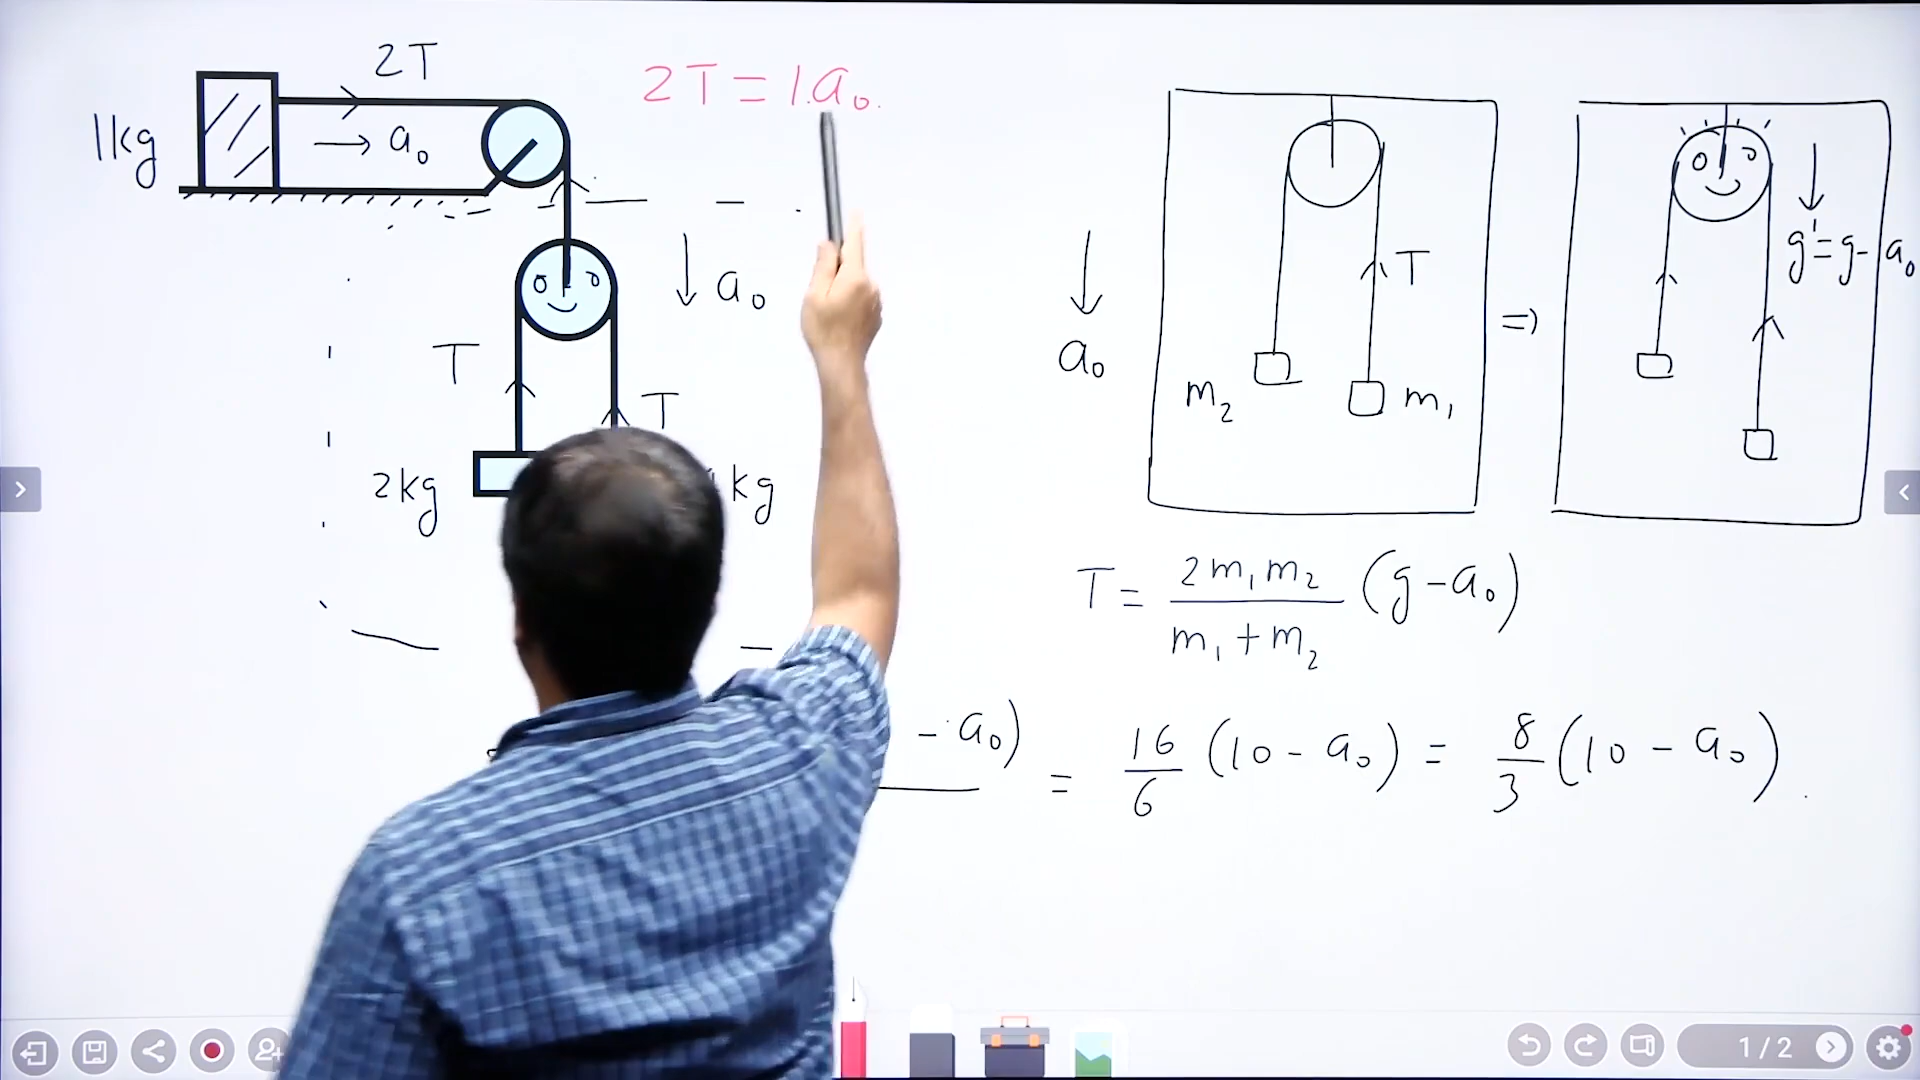 2T
2T = 1.a₀
1kg
→ a₀
↓ a₀
T
T
2kg
kg
↓
a₀
T
m₂
m₁
⇒
↓
g' = g - a₀
T = 2m₁m₂ / m₁ + m₂ (g - a₀)
- a₀) = 16/6 (10 - a₀) = 8/3 (10 - a₀)
1/2